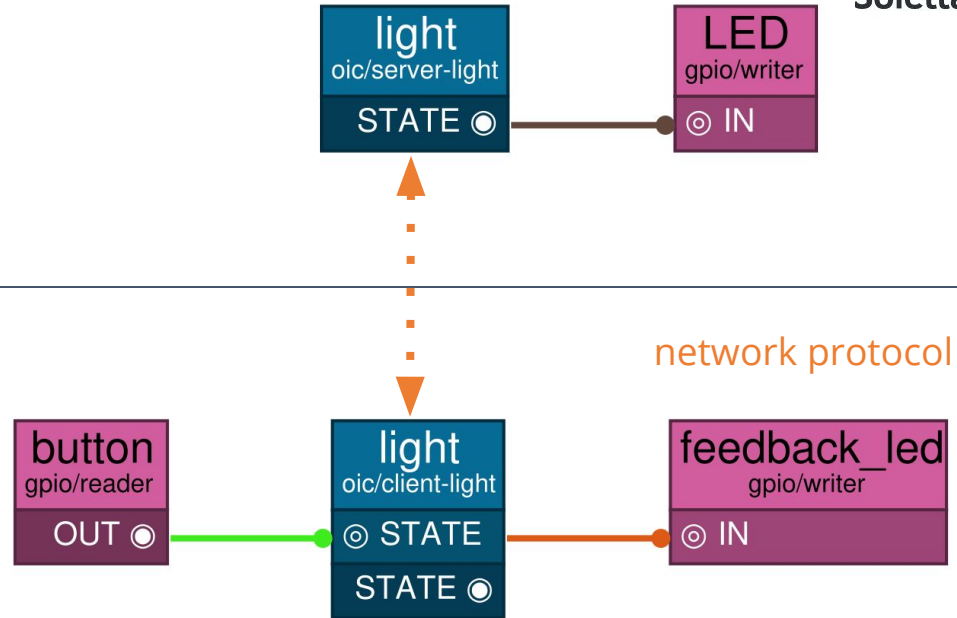 Soletta
light
oic/server-light
STATE ◉
LED
gpio/writer
◎ IN
network protocol
button
gpio/reader
OUT ◉
light
oic/client-light
◎ STATE
STATE ◉
feedback_led
gpio/writer
◎ IN